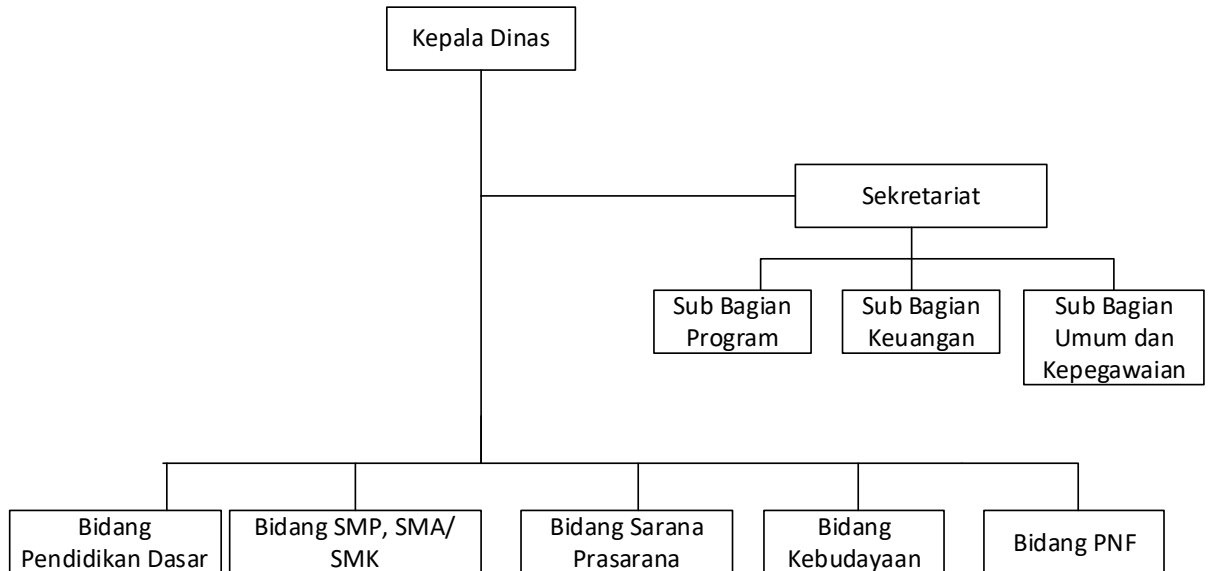 Kepala Dinas
Sekretariat
Sub Bagian
Program
Sub Bagian
Keuangan
Sub Bagian
Umum dan
Kepegawaian
Bidang
Pendidikan Dasar
Bidang SMP, SMA/
SMK
Bidang Sarana
Prasarana
Bidang
Kebudayaan
Bidang PNF